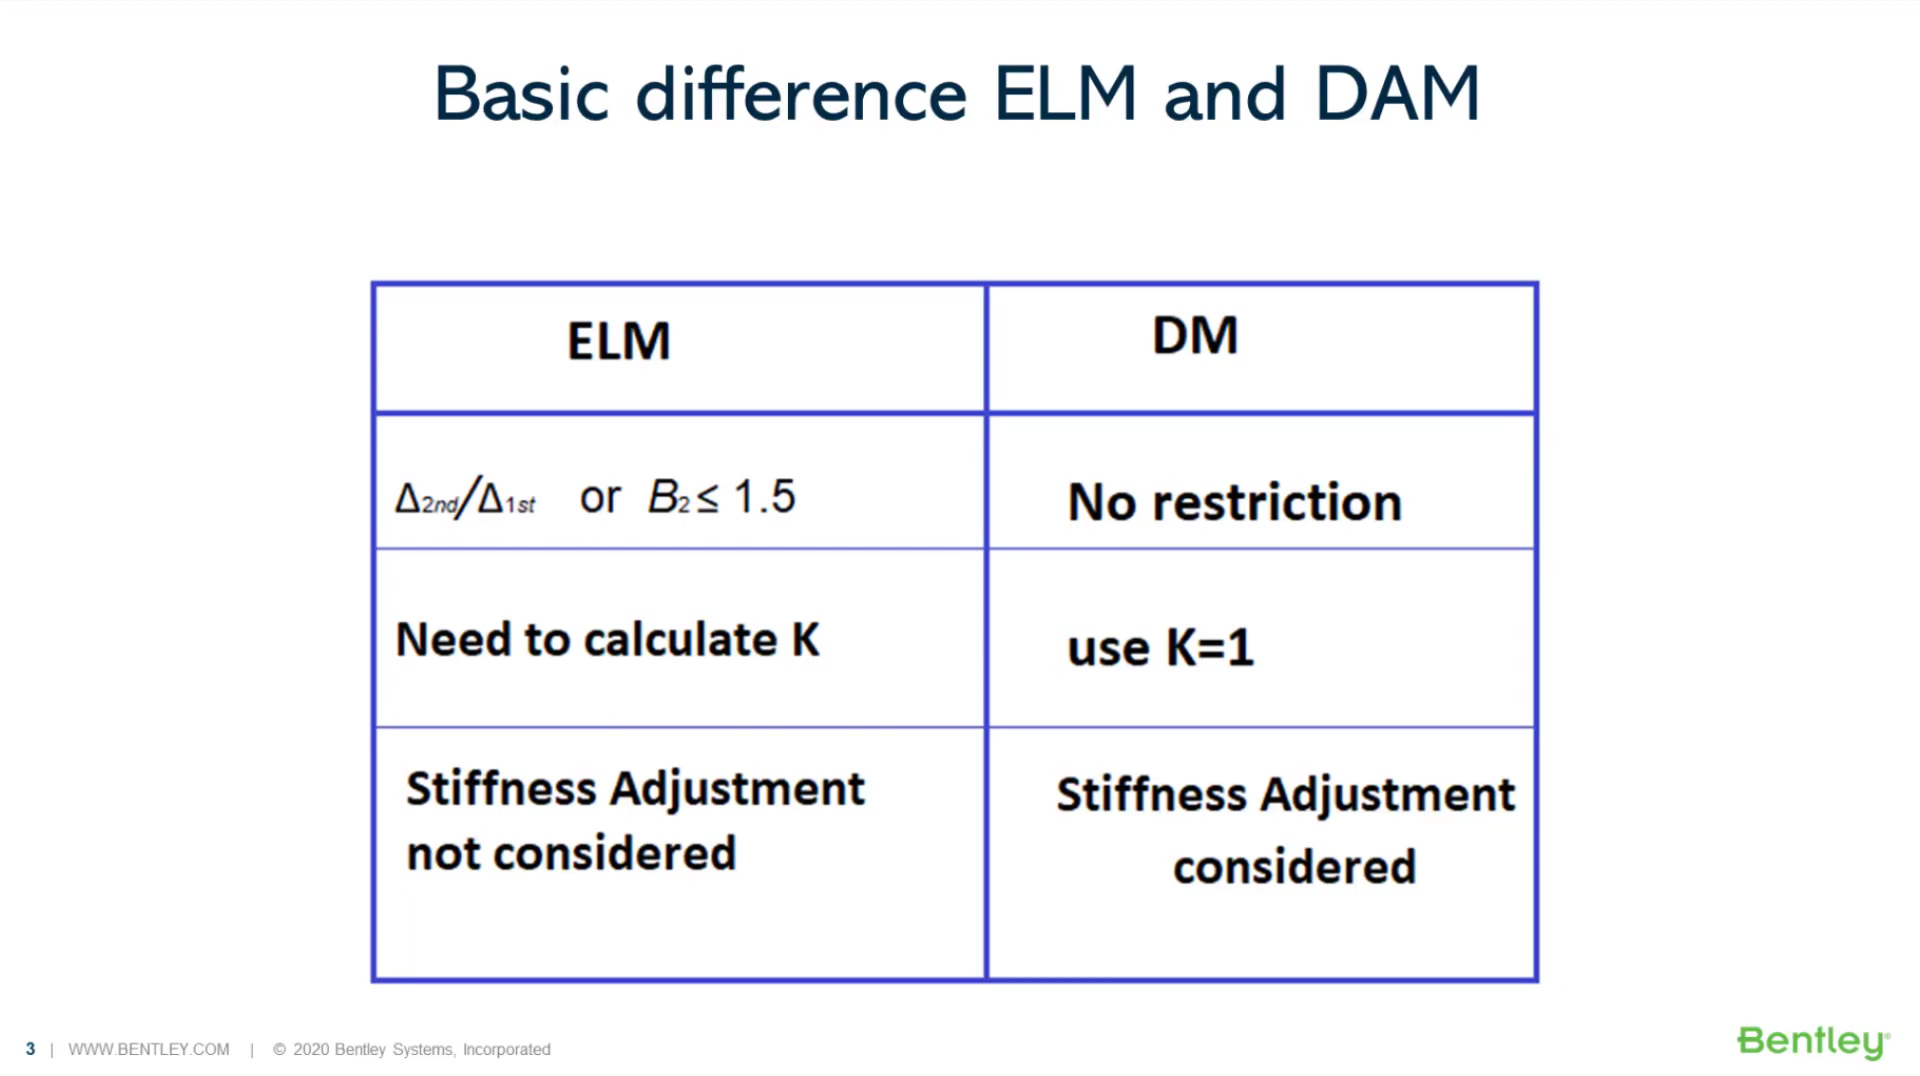 Basic difference ELM and DAM
ELM
DM
Δ2nd/Δ1st or B2 ≤ 1.5
No restriction
Need to calculate K
use K=1
Stiffness Adjustment
not considered
Stiffness Adjustment
considered
3 | WWW.BENTLEY.COM | © 2020 Bentley Systems, Incorporated
Bentley®